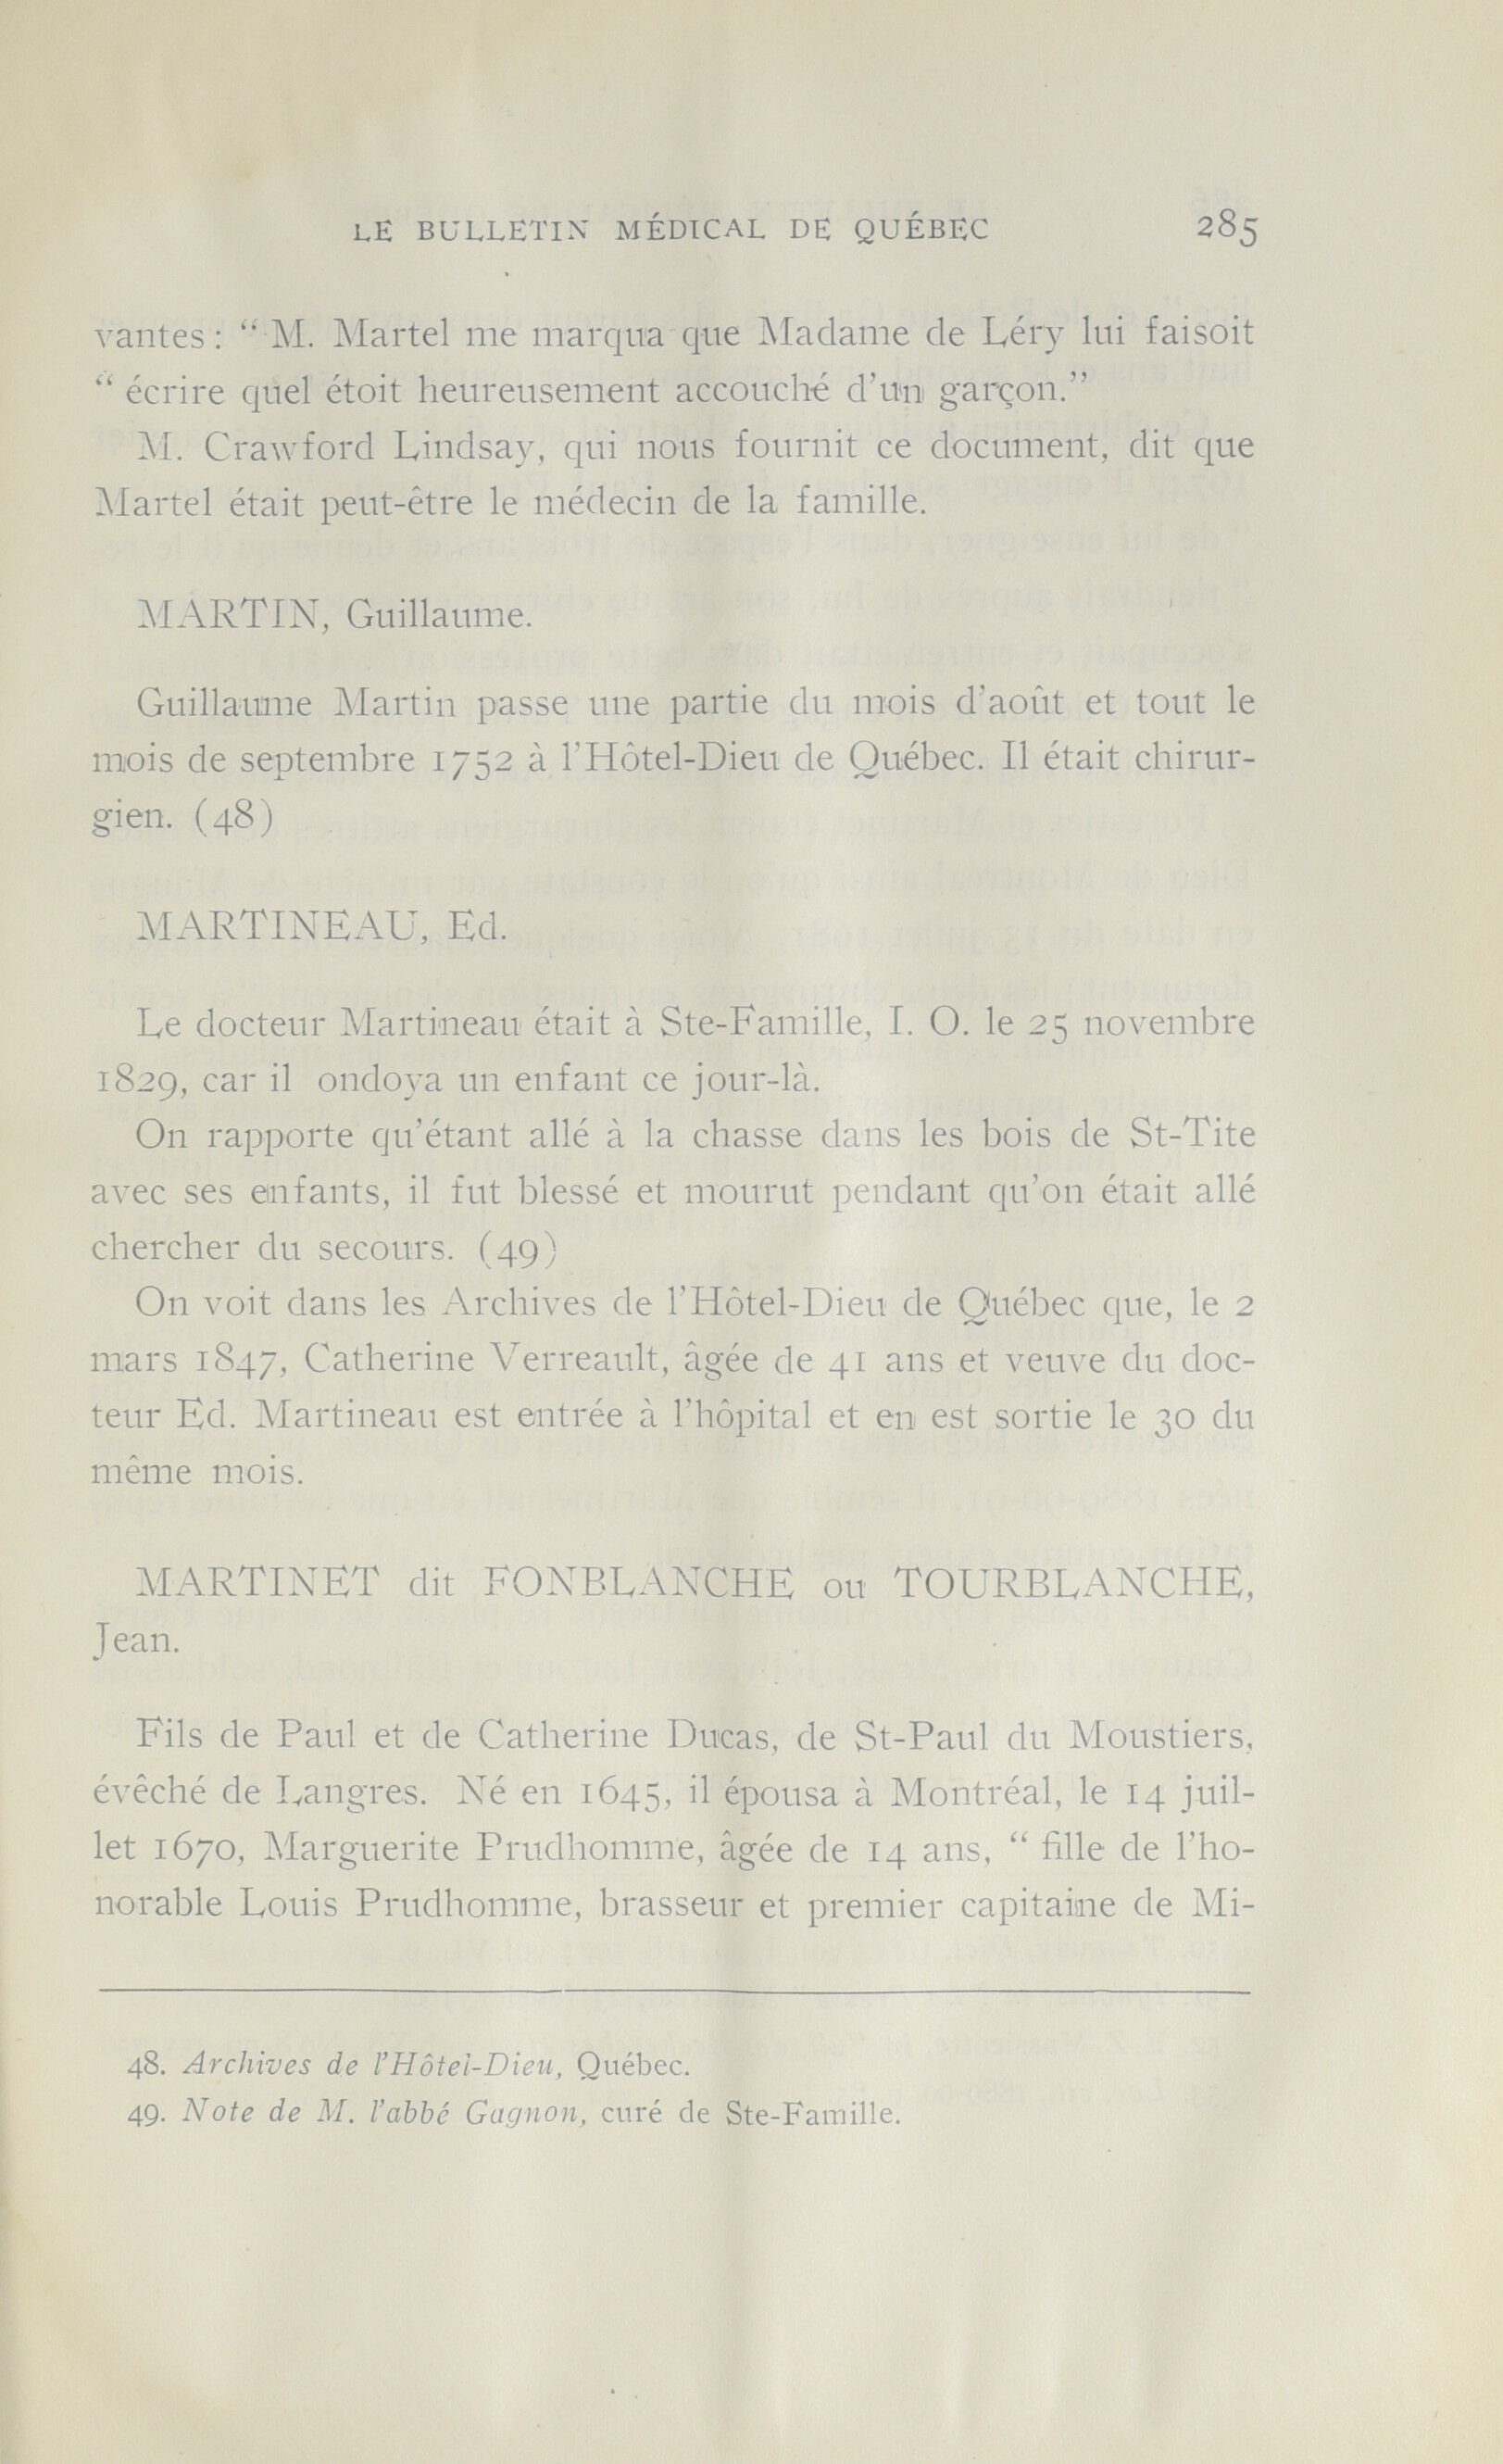 LE BULLETIN MÉDICAL DE QUÉBEC 285
vantes : “ M. Martel me marqua que Madame de Léry lui faisoit
“ écrire quel étoit heureusement accouché d’un garçon.”
M. Crawford Lindsay, qui nous fournit ce document, dit que
Martel était peut-être le médecin de la famille.
MARTIN, Guillaume.
Guillaume Martin passe une partie du mois d’août et tout le
mois de septembre 1752 à l’Hôtel-Dieu de Québec. Il était chirur-
gien. (48)
MARTINEAU, Ed.
Le docteur Martineau était à Ste-Famille, I. O. le 25 novembre
1829, car il ondoya un enfant ce jour-là.
On rapporte qu’étant allé à la chasse dans les bois de St-Tite
avec ses enfants, il fut blessé et mourut pendant qu’on était allé
chercher du secours. (49)
On voit dans les Archives de l’Hôtel-Dieu de Québec que, le 2
mars 1847, Catherine Verreault, âgée de 41 ans et veuve du doc-
teur Ed. Martineau est entrée à l’hôpital et en est sortie le 30 du
même mois.
MARTINET dit FONBLANCHE ou TOURBLANCHE,
Jean.
Fils de Paul et de Catherine Ducas, de St-Paul du Moustiers,
évêché de Langres. Né en 1645, il épousa à Montréal, le 14 juil-
let 1670, Marguerite Prudhomme, âgée de 14 ans, “ fille de l’ho-
norable Louis Prudhomme, brasseur et premier capitaine de Mi-
48. Archives de l’Hôtel-Dieu, Québec.
49. Note de M. l’abbé Gagnon, curé de Ste-Famille.